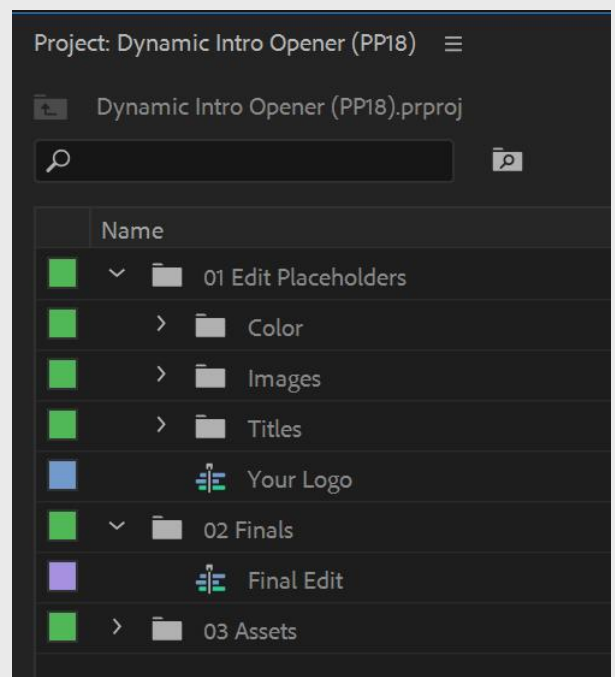 Project: Dynamic Intro Opener (PP18)
Dynamic Intro Opener (PP18).prproj
Name
01 Edit Placeholders
Color
Images
Titles
Your Logo
02 Finals
Final Edit
03 Assets